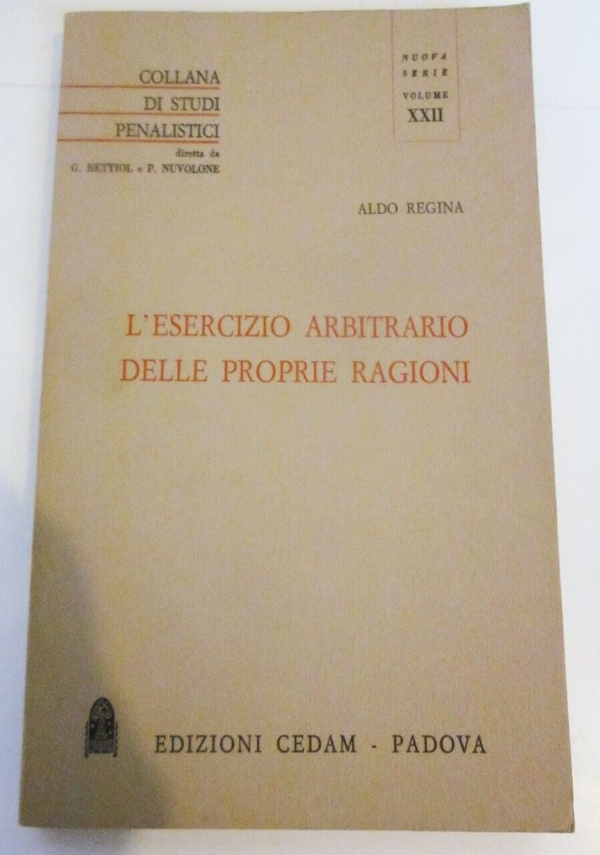 COLLANA
DI STUDI
PENALISTICI
diretta da
G. BETTIOL e P. NUVOLONE
NUOVA
SERIE
VOLUME
XXII
ALDO REGINA
L'ESERCIZIO ARBITRARIO
DELLE PROPRIE RAGIONI
EDIZIONI CEDAM - PADOVA